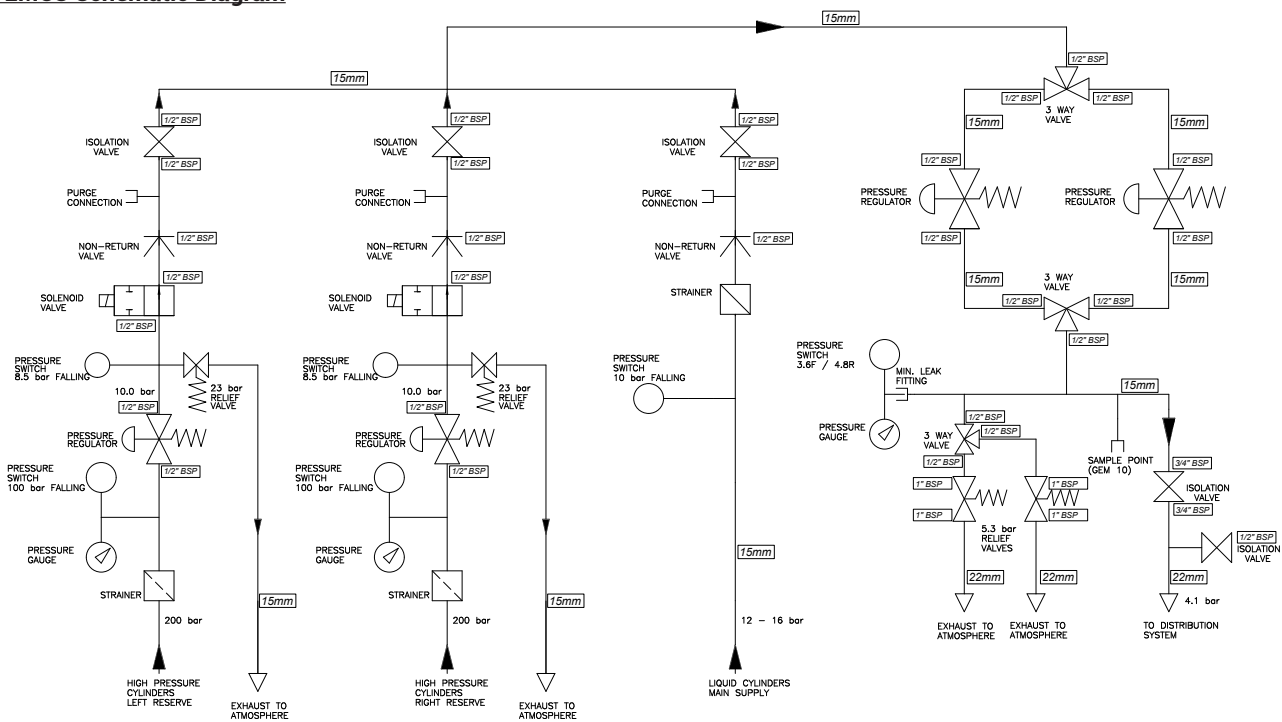 15mm
15mm
1/2" BSP
1/2" BSP
1/2" BSP
3 WAY
VALVE
15mm
15mm
1/2" BSP
ISOLATION
VALVE
1/2" BSP
1/2" BSP
ISOLATION
VALVE
1/2" BSP
1/2" BSP
ISOLATION
VALVE
1/2" BSP
PURGE
CONNECTION
PURGE
CONNECTION
PURGE
CONNECTION
1/2" BSP
1/2" BSP
PRESSURE
REGULATOR
PRESSURE
REGULATOR
1/2" BSP
1/2" BSP
NON-RETURN
VALVE
1/2" BSP
NON-RETURN
VALVE
1/2" BSP
NON-RETURN
VALVE
1/2" BSP
1/2" BSP
SOLENOID
VALVE
1/2" BSP
1/2" BSP
SOLENOID
VALVE
STRAINER
15mm
15mm
3 WAY
VALVE
1/2" BSP
1/2" BSP
1/2" BSP
PRESSURE
SWITCH
8.5 bar FALLING
10.0 bar
23 bar
RELIEF
VALVE
PRESSURE
SWITCH
8.5 bar FALLING
10.0 bar
23 bar
RELIEF
VALVE
PRESSURE
SWITCH
10 bar FALLING
PRESSURE
SWITCH
3.6F / 4.8R
MIN. LEAK
FITTING
15mm
1/2" BSP
PRESSURE
REGULATOR
1/2" BSP
1/2" BSP
PRESSURE
REGULATOR
1/2" BSP
PRESSURE
GAUGE
1/2" BSP
3 WAY
VALVE
1/2" BSP
1/2" BSP
SAMPLE POINT
(GEM 10)
3/4" BSP
ISOLATION
VALVE
3/4" BSP
PRESSURE
SWITCH
100 bar FALLING
PRESSURE
SWITCH
100 bar FALLING
1" BSP
1" BSP
1" BSP
1" BSP
5.3 bar
RELIEF
VALVES
1/2" BSP
ISOLATION
VALVE
PRESSURE
GAUGE
PRESSURE
GAUGE
15mm
22mm
22mm
22mm
STRAINER
15mm
STRAINER
15mm
4.1 bar
200 bar
200 bar
12 - 16 bar
EXHAUST TO
ATMOSPHERE
EXHAUST TO
ATMOSPHERE
TO DISTRIBUTION
SYSTEM
HIGH PRESSURE
CYLINDERS
LEFT RESERVE
EXHAUST TO
ATMOSPHERE
HIGH PRESSURE
CYLINDERS
RIGHT RESERVE
EXHAUST TO
ATMOSPHERE
LIQUID CYLINDERS
MAIN SUPPLY